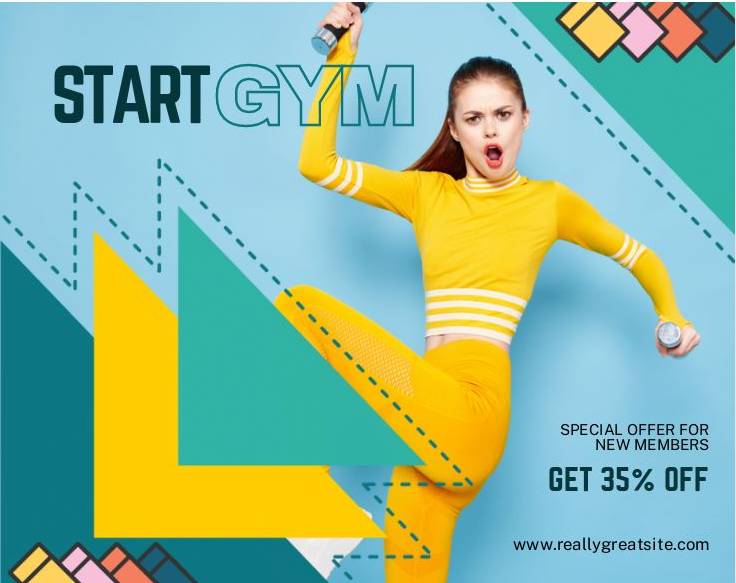 START GYM
SPECIAL OFFER FOR
NEW MEMBERS
GET 35% OFF
www.reallygreatsite.com